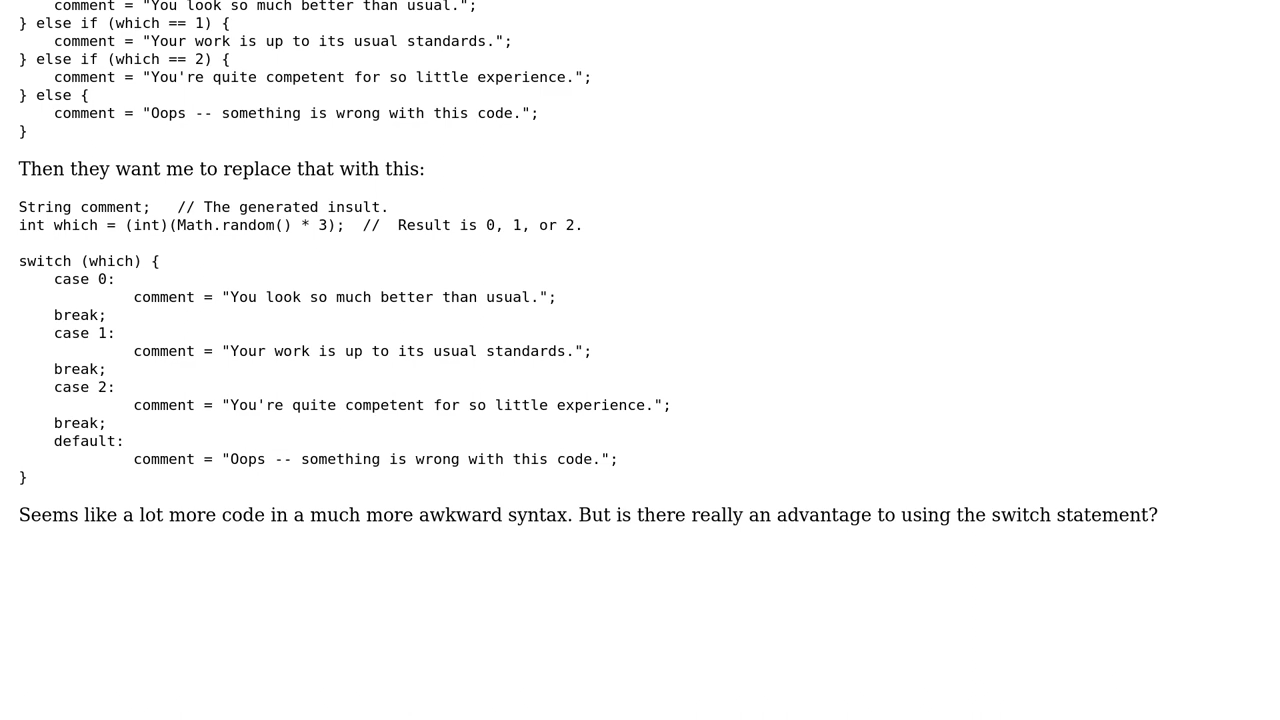 comment = "You look so much better than usual.";
} else if (which == 1) {
    comment = "Your work is up to its usual standards.";
} else if (which == 2) {
    comment = "You're quite competent for so little experience.";
} else {
    comment = "Oops -- something is wrong with this code.";
}
Then they want me to replace that with this:
String comment;   // The generated insult.
int which = (int)(Math.random() * 3);  //  Result is 0, 1, or 2.
switch (which) {
    case 0:
             comment = "You look so much better than usual.";
    break;
    case 1:
             comment = "Your work is up to its usual standards.";
    break;
    case 2:
             comment = "You're quite competent for so little experience.";
    break;
    default:
             comment = "Oops -- something is wrong with this code.";
}
Seems like a lot more code in a much more awkward syntax. But is there really an advantage to using the switch statement?